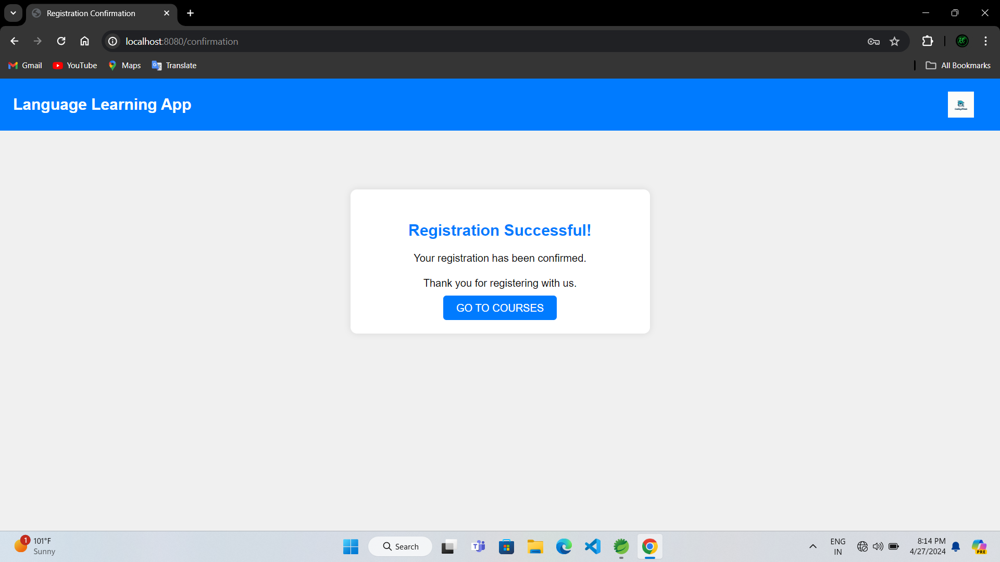 Registration Confirmation
localhost:8080/confirmation
Gmail YouTube Maps Translate All Bookmarks
Language Learning App
Registration Successful!
Your registration has been confirmed.
Thank you for registering with us.
GO TO COURSES
1
101°F
Sunny
Search
ENG
IN
8:14 PM
4/27/2024
PRE